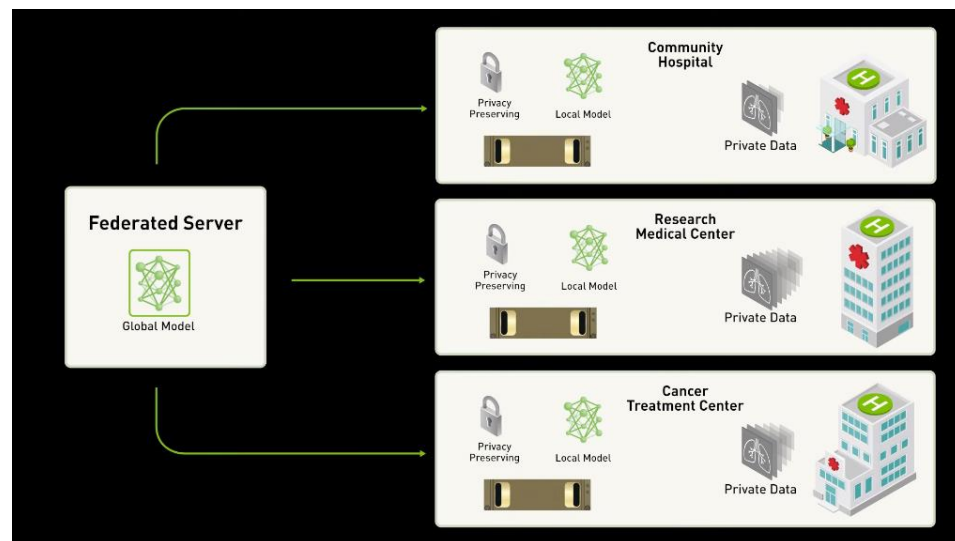 Federated Server
Global Model
Community
Hospital
Privacy
Preserving
Local Model
Private Data
H
Research
Medical Center
Privacy
Preserving
Local Model
Private Data
H
Cancer
Treatment Center
Privacy
Preserving
Local Model
Private Data
H